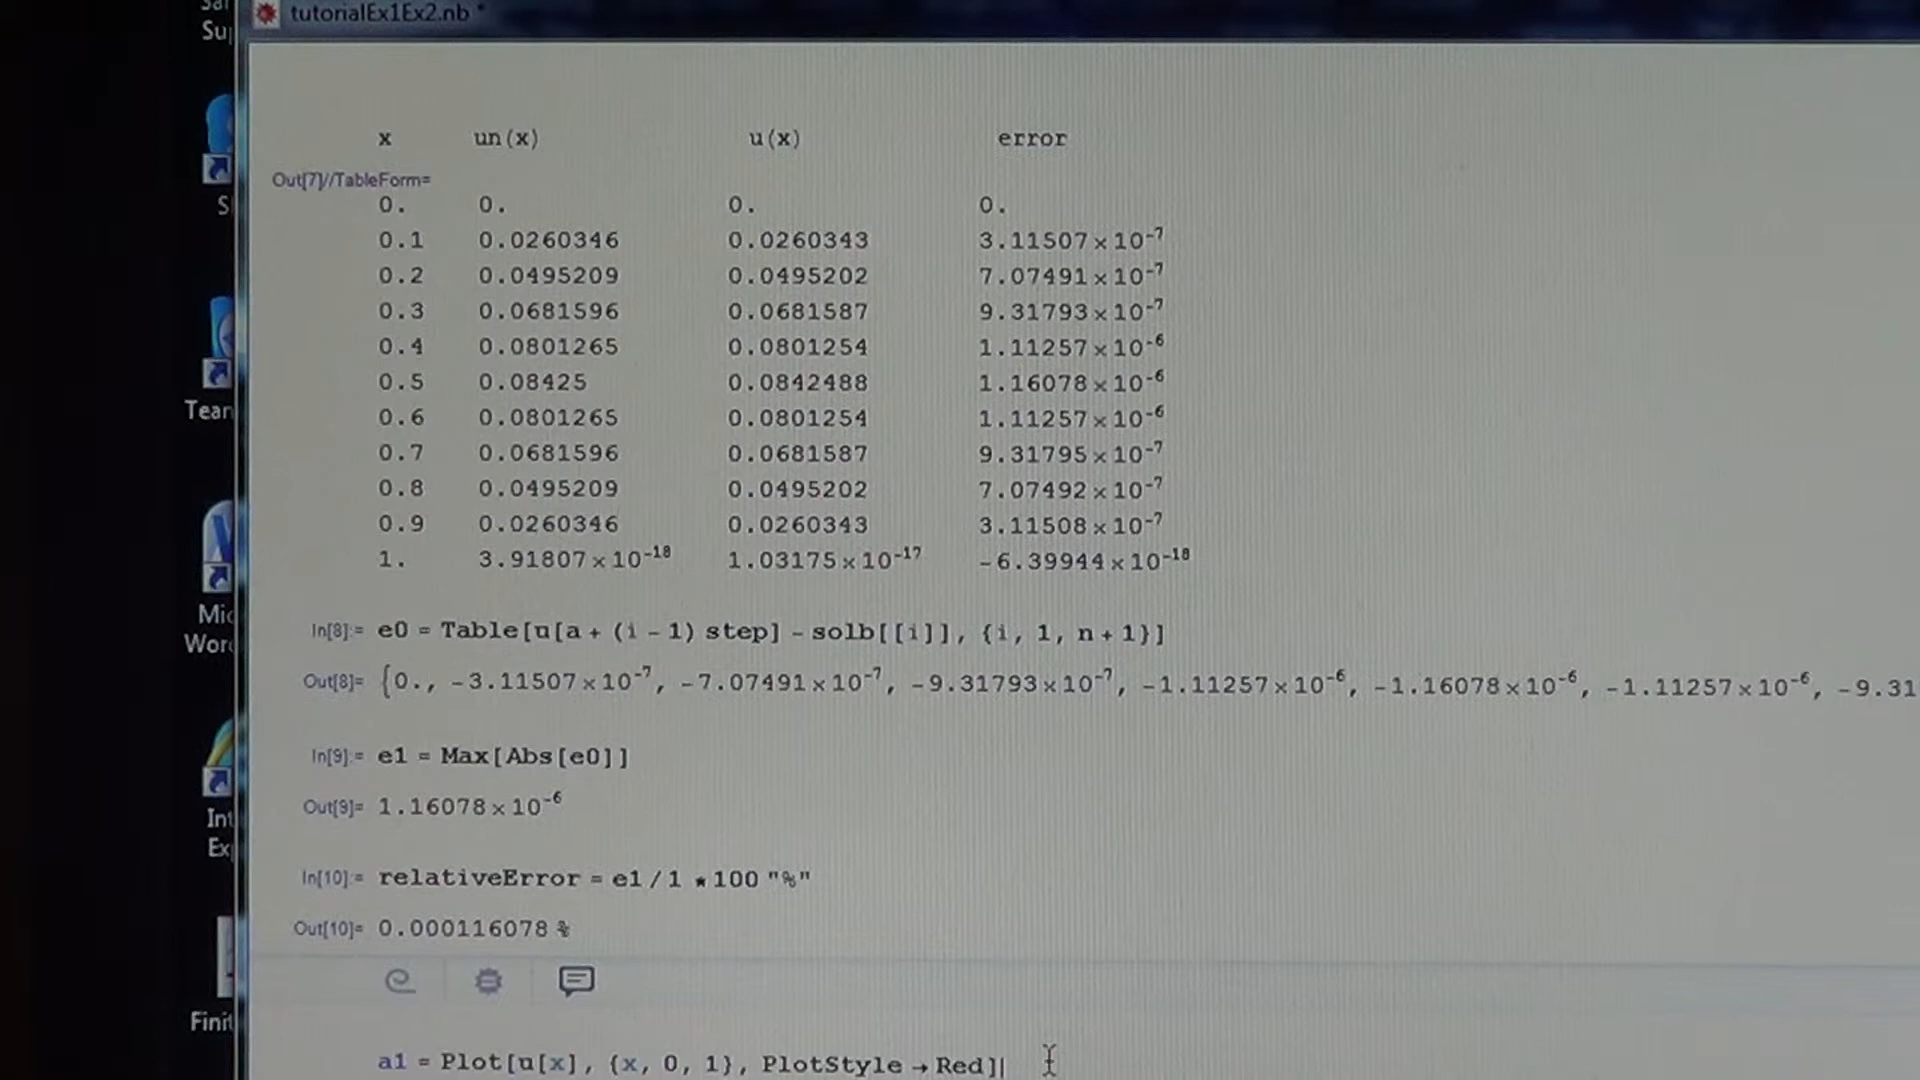 tutorialEx1Ex2.nb *
Su
x un(x) u(x) error
Out[7]//TableForm=
0. 0. 0. 0.
0.1 0.0260346 0.0260343 3.11507×10⁻⁷
0.2 0.0495209 0.0495202 7.07491×10⁻⁷
0.3 0.0681596 0.0681587 9.31793×10⁻⁷
0.4 0.0801265 0.0801254 1.11257×10⁻⁶
0.5 0.08425 0.0842488 1.16078×10⁻⁶
0.6 0.0801265 0.0801254 1.11257×10⁻⁶
0.7 0.0681596 0.0681587 9.31795×10⁻⁷
0.8 0.0495209 0.0495202 7.07492×10⁻⁷
0.9 0.0260346 0.0260343 3.11508×10⁻⁷
1. 3.91807×10⁻¹⁸ 1.03175×10⁻¹⁷ -6.39944×10⁻¹⁸
In[8]:= e0 = Table[u[a + (i - 1) step] - solb[[i]], {i, 1, n + 1}]
Out[8]= {0., -3.11507×10⁻⁷, -7.07491×10⁻⁷, -9.31793×10⁻⁷, -1.11257×10⁻⁶, -1.16078×10⁻⁶, -1.11257×10⁻⁶, -9.31
In[9]:= e1 = Max[Abs[e0]]
Out[9]= 1.16078×10⁻⁶
In[10]:= relativeError = e1 / 1 * 100 "%"
Out[10]= 0.000116078 %
a1 = Plot[u[x], {x, 0, 1}, PlotStyle → Red]
S
Tean
Mic
Word
Int
Exp
Finit